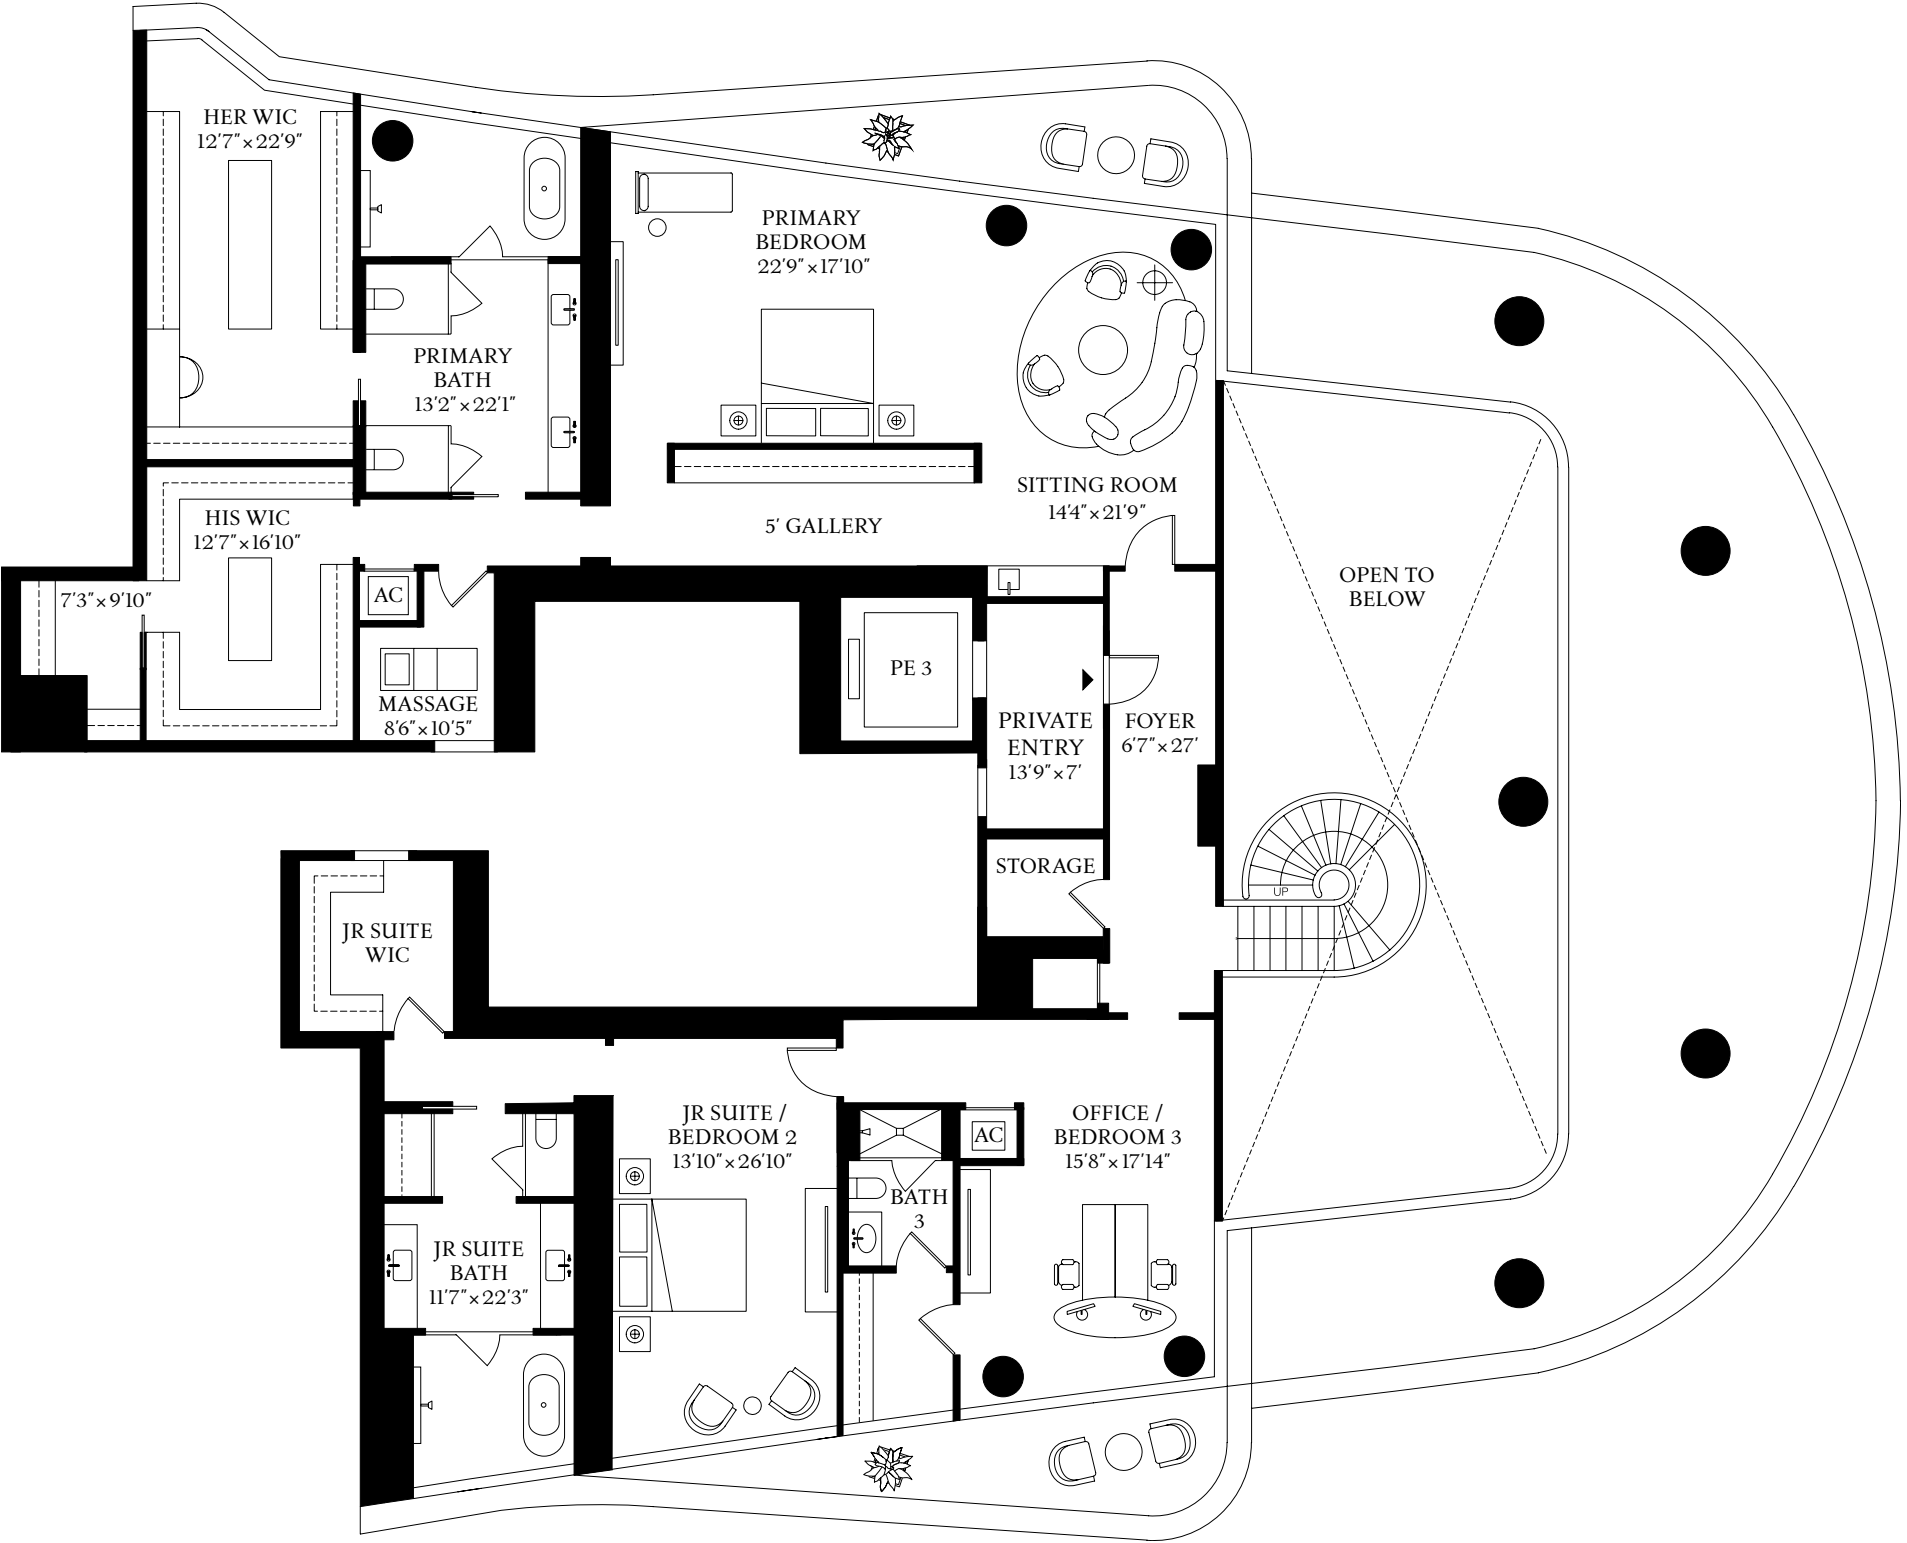 HER WIC
12'7"×22'9"
PRIMARY
BEDROOM
22'9"×17'10"
PRIMARY
BATH
13'2"×22'1"
SITTING ROOM
14'4"×21'9"
HIS WIC
12'7"×16'10"
5' GALLERY
OPEN TO
BELOW
7'3"×9'10"
AC
PE 3
MASSAGE
8'6"×10'5"
PRIVATE
ENTRY
13'9"×7'
FOYER
6'7"×27'
STORAGE
UP
JR SUITE
WIC
JR SUITE /
BEDROOM 2
13'10"×26'10"
AC
OFFICE /
BEDROOM 3
15'8"×17'14"
BATH
3
JR SUITE
BATH
11'7"×22'3"